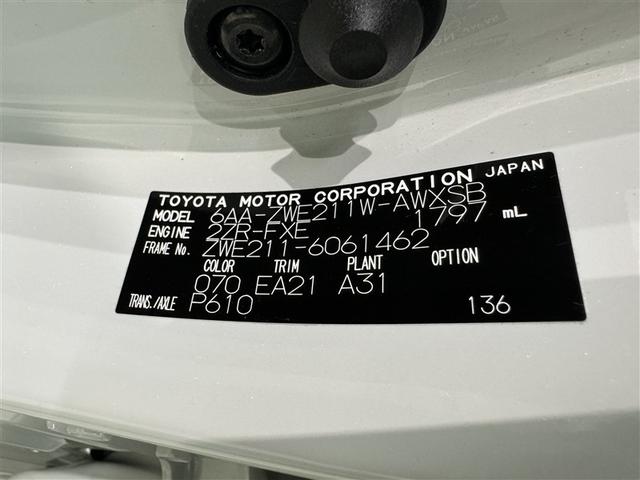 TOYOTA MOTOR CORPORATION JAPAN
MODEL 6AA-ZWE211W-AWXSB
ENGINE 2ZR-FXE 1797 mL
FRAME No. ZWE211-6061462
COLOR TRIM PLANT OPTION
070 EA21 A31
TRANS./AXLE P610 136